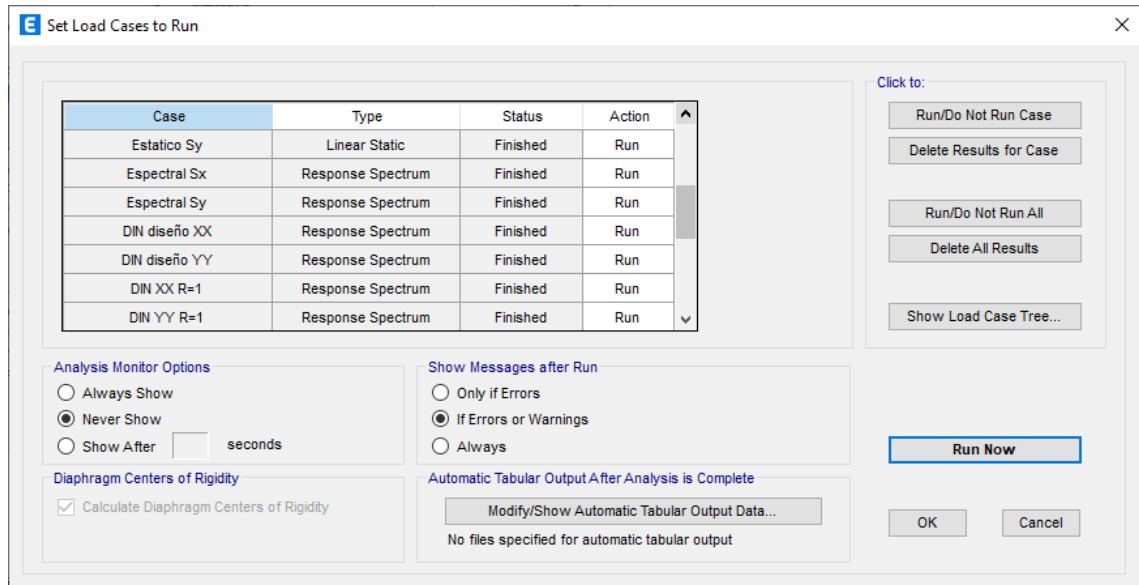 E Set Load Cases to Run
Click to:
Case Type Status Action
Estatico Sy Linear Static Finished Run
Espectral Sx Response Spectrum Finished Run
Espectral Sy Response Spectrum Finished Run
DIN diseño XX Response Spectrum Finished Run
DIN diseño YY Response Spectrum Finished Run
DIN XX R=1 Response Spectrum Finished Run
DIN YY R=1 Response Spectrum Finished Run
Run/Do Not Run Case
Delete Results for Case
Run/Do Not Run All
Delete All Results
Show Load Case Tree...
Analysis Monitor Options
Always Show
Never Show
Show After seconds
Show Messages after Run
Only if Errors
If Errors or Warnings
Always
Run Now
Diaphragm Centers of Rigidity
Calculate Diaphragm Centers of Rigidity
Automatic Tabular Output After Analysis is Complete
Modify/Show Automatic Tabular Output Data...
No files specified for automatic tabular output
OK
Cancel